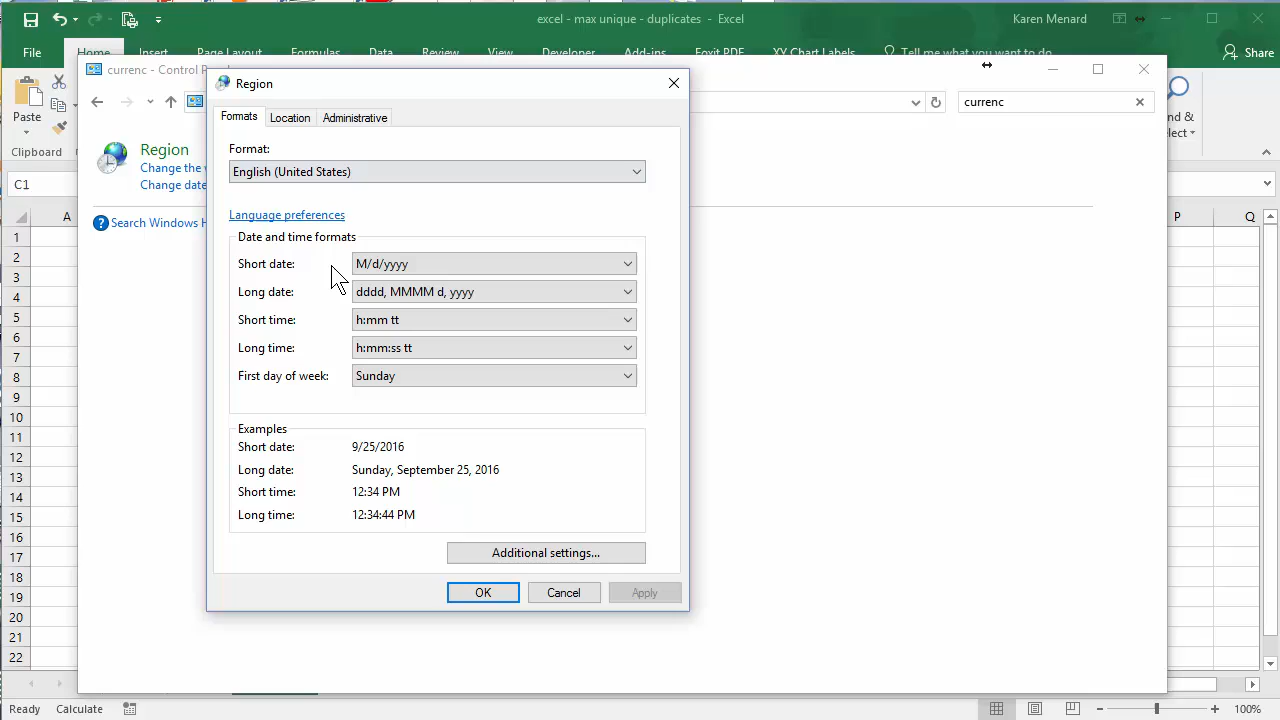 excel - max unique - duplicates - Excel
Karen Menard
File Home Insert Page Layout Formulas Data Review View Developer Add-ins Foxit PDF XY Chart Labels Tell me what you want to do
Share
currenc - Control P
Region
currenc
Paste
Clipboard
nd &
elect
Formats Location Administrative
Region
Change the
Change date
Format:
English (United States)
C1
Search Windows H
Language preferences
A P Q
Date and time formats
Short date: M/d/yyyy
Long date: dddd, MMMM d, yyyy
Short time: h:mm tt
Long time: h:mm:ss tt
First day of week: Sunday
Examples
Short date: 9/25/2016
Long date: Sunday, September 25, 2016
Short time: 12:34 PM
Long time: 12:34:44 PM
Additional settings...
OK Cancel Apply
1
2
3
4
5
6
7
8
9
10
11
12
13
14
15
16
17
18
19
20
21
22
Ready Calculate
100%